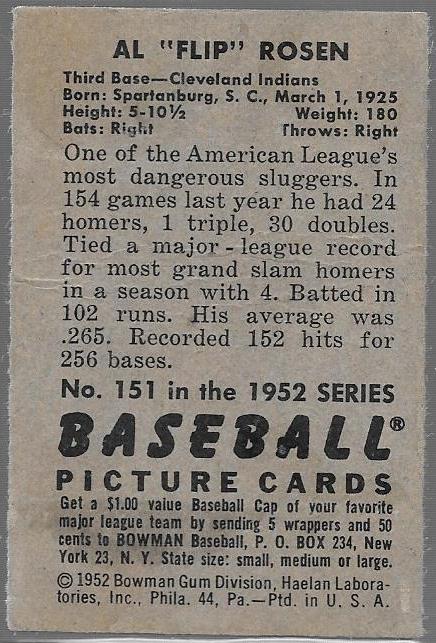 AL "FLIP" ROSEN
Third Base—Cleveland Indians
Born: Spartanburg, S. C., March 1, 1925
Height: 5-10½ Weight: 180
Bats: Right Throws: Right
One of the American League's
most dangerous sluggers. In
154 games last year he had 24
homers, 1 triple, 30 doubles.
Tied a major-league record
for most grand slam homers
in a season with 4. Batted in
102 runs. His average was
.265. Recorded 152 hits for
256 bases.
No. 151 in the 1952 SERIES
BASEBALL®
PICTURE CARDS
Get a $1.00 value Baseball Cap of your favorite
major league team by sending 5 wrappers and 50
cents to BOWMAN Baseball, P. O. BOX 234, New
York 23, N. Y. State size: small, medium or large.
©1952 Bowman Gum Division, Haelan Labora-
tories, Inc., Phila. 44, Pa.—Ptd. in U. S. A.